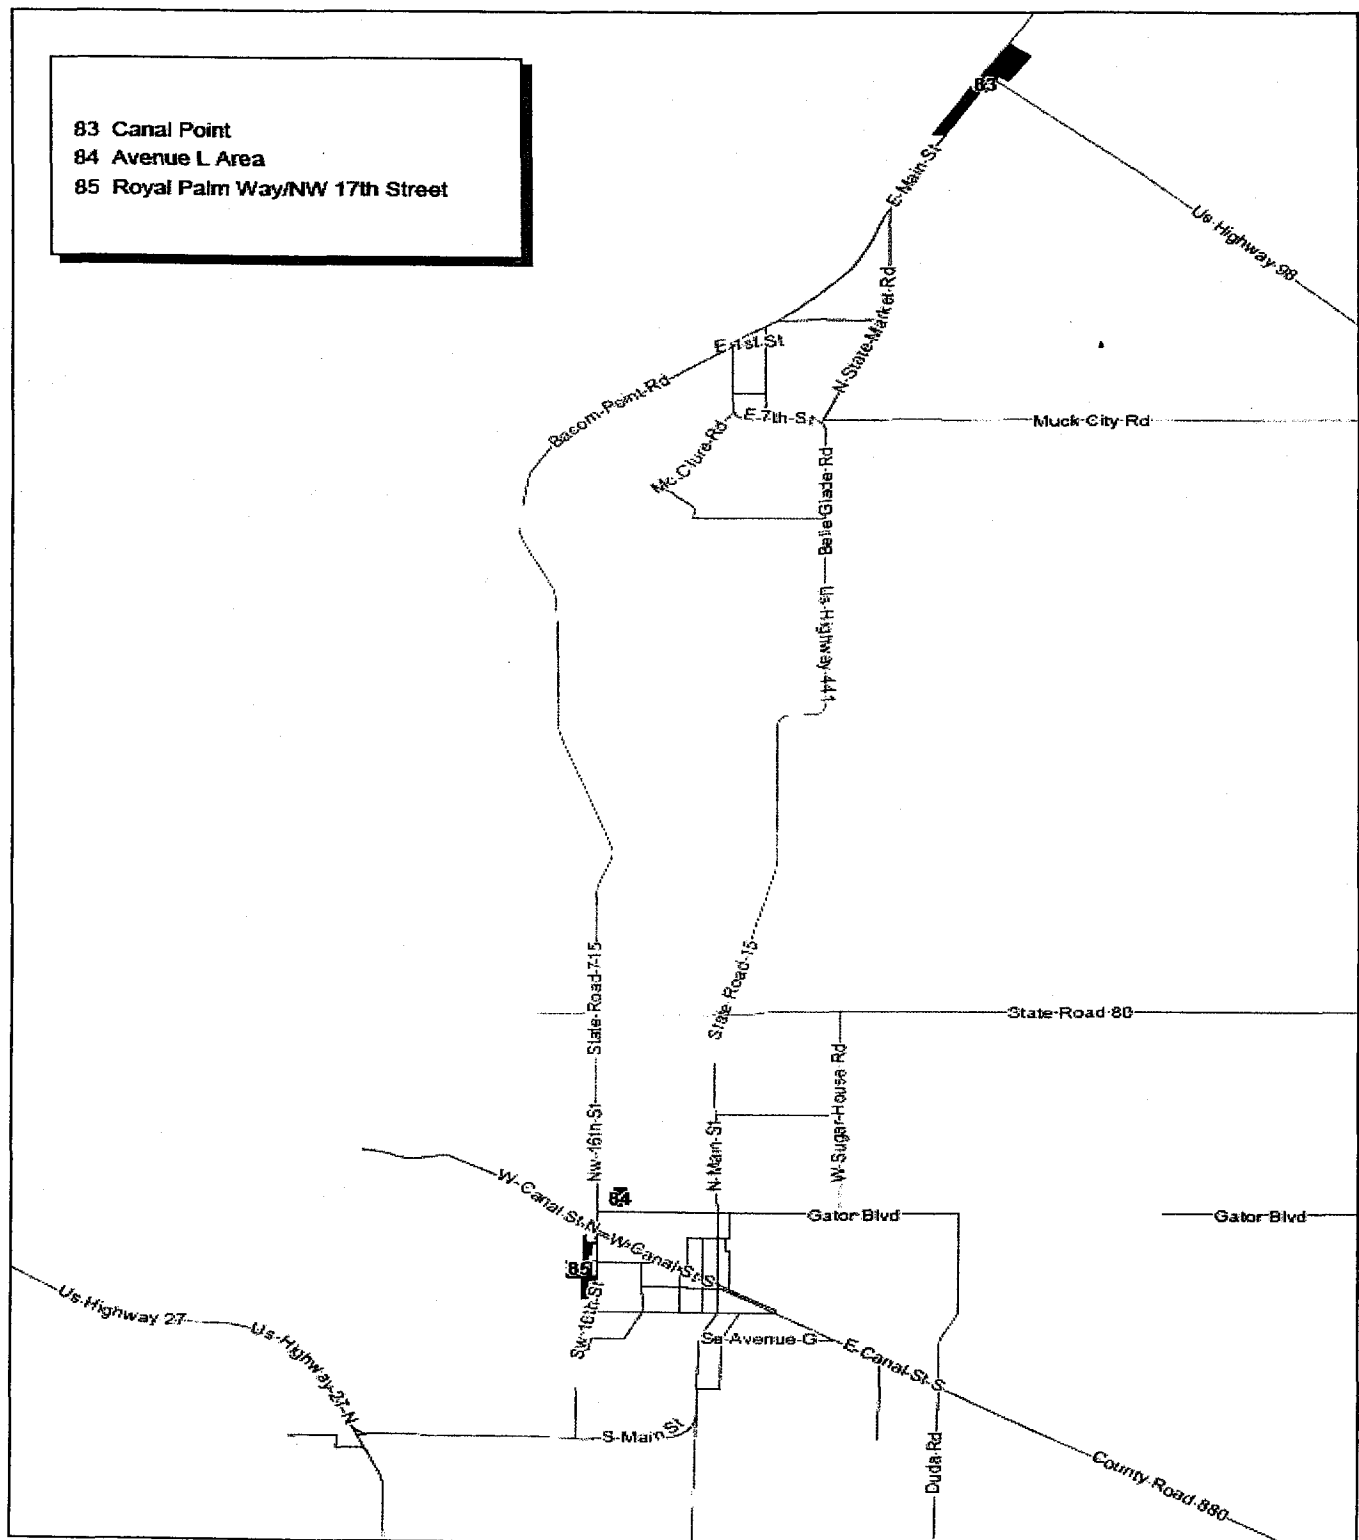 83 Canal Point
84 Avenue L Area
85 Royal Palm Way/NW 17th Street
83
E Main St
Us Highway 98
N State Market Rd
E 1st St
Bacom Point Rd
E 7th St
Muck City Rd
Mc Clure Rd
Belle Glade Rd
Us Highway 441
State Road 715
State Road 15
State Road 80
W Sugar House Rd
Nw 16th St
N Main St
W Canal St N
84
Gator Blvd
Gator Blvd
W Canal St S
85
Us Highway 27
Us Highway 27 N
Sw 16th St
Se Avenue G
E Canal St S
S Main St
Duda Rd
County Road 880